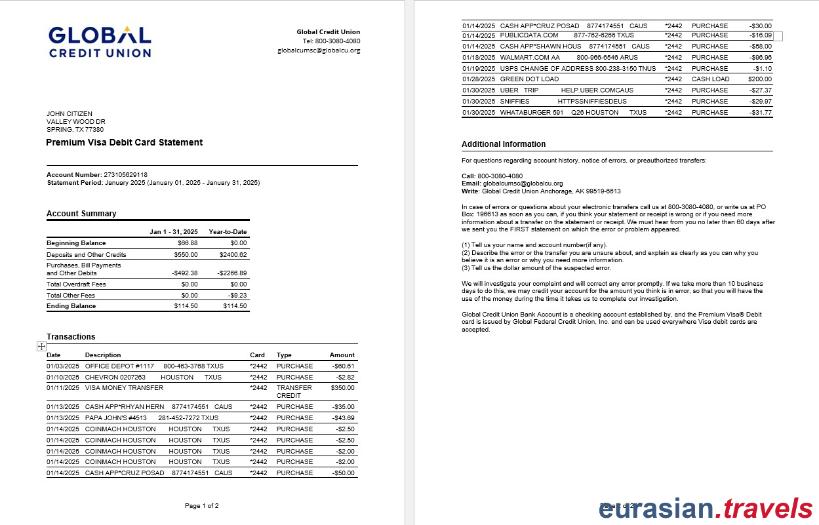 GLOBAL
CREDIT UNION
Global Credit Union
Tel: 800-3080-4080
globalcumsc@globalcu.org
JOHN CITIZEN
VALLEY WOOD DR
SPRING, TX 77380
Premium Visa Debit Card Statement
Account Number: 273105629118
Statement Period: January 2025 (January 01, 2025 - January 31, 2025)
Account Summary
Jan 1 - 31, 2025 Year-to-Date
Beginning Balance $66.88 $0.00
Deposits and Other Credits $550.00 $2400.62
Purchases, Bill Payments
and Other Debits -$492.38 -$2266.89
Total Overdraft Fees $0.00 $0.00
Total Other Fees $0.00 -$0.23
Ending Balance $114.50 $114.50
Transactions
Date Description Card Type Amount
01/03/2025 OFFICE DEPOT #1117 800-463-3768 TXUS *2442 PURCHASE -$60.61
01/10/2025 CHEVRON 0207263 HOUSTON TXUS *2442 PURCHASE -$2.82
01/11/2025 VISA MONEY TRANSFER *2442 TRANSFER $350.00
CREDIT
01/13/2025 CASH APP*RHYAN HERN 8774174551 CAUS *2442 PURCHASE -$35.00
01/13/2025 PAPA JOHN'S #4513 281-452-7272 TXUS *2442 PURCHASE -$43.69
01/14/2025 COINMACH HOUSTON HOUSTON TXUS *2442 PURCHASE -$2.50
01/14/2025 COINMACH HOUSTON HOUSTON TXUS *2442 PURCHASE -$2.50
01/14/2025 COINMACH HOUSTON HOUSTON TXUS *2442 PURCHASE -$2.00
01/14/2025 COINMACH HOUSTON HOUSTON TXUS *2442 PURCHASE -$2.00
01/14/2025 CASH APP*CRUZ POSAD 8774174551 CAUS *2442 PURCHASE -$50.00
Page 1 of 2
01/14/2025 CASH APP*CRUZ POSAD 8774174551 CAUS *2442 PURCHASE -$30.00
01/14/2025 PUBLICDATA.COM 877-762-6266 TXUS *2442 PURCHASE -$16.09
01/14/2025 CASH APP*SHAWN HOUS 8774174551 CAUS *2442 PURCHASE -$58.00
01/18/2025 WALMART.COM AA 800-966-6546 ARUS *2442 PURCHASE -$96.96
01/19/2025 USPS CHANGE OF ADDRESS 800-238-3150 TNUS *2442 PURCHASE -$1.10
01/28/2025 GREEN DOT LOAD *2442 CASH LOAD $200.00
01/30/2025 UBER TRIP HELP.UBER.COMCAUS *2442 PURCHASE -$27.37
01/30/2025 SNIFFIES HTTPSSNIFFIESDEUS *2442 PURCHASE -$29.97
01/30/2025 WHATABURGER 591 Q26 HOUSTON TXUS *2442 PURCHASE -$31.77
Additional Information
For questions regarding account history, notice of errors, or preauthorized transfers:
Call: 800-3080-4080
Email: globalcumsc@globalcu.org
Write: Global Credit Union Anchorage, AK 99519-6613
In case of errors or questions about your electronic transfers call us at 800-3080-4080, or write us at PO
Box: 196613 as soon as you can, if you think your statement or receipt is wrong or if you need more
information about a transfer on the statement or receipt. We must hear from you no later than 60 days after
we sent you the FIRST statement on which the error or problem appeared.
(1) Tell us your name and account number(if any).
(2) Describe the error or the transfer you are unsure about, and explain as clearly as you can why you
believe it is an error or why you need more information.
(3) Tell us the dollar amount of the suspected error.
We will investigate your complaint and will correct any error promptly. If we take more than 10 business
days to do this, we may credit your account for the amount you think is in error, so that you will have the
use of the money during the time it takes us to complete our investigation.
Global Credit Union Bank Account is a checking account established by, and the Premium Visa® Debit
card is issued by Global Federal Credit Union, Inc. and can be used everywhere Visa debit cards are
accepted.
eurasian.travels